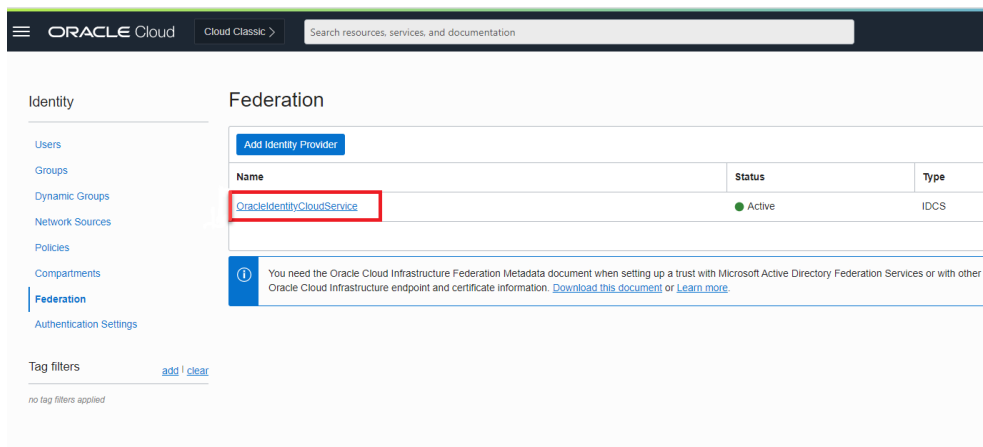 ORACLE Cloud
Cloud Classic >
Search resources, services, and documentation
Identity
Users
Groups
Dynamic Groups
Network Sources
Policies
Compartments
Federation
Authentication Settings
Tag filters
add | clear
no tag filters applied
Federation
Add Identity Provider
Name Status Type
OracleIdentityCloudService Active IDCS
You need the Oracle Cloud Infrastructure Federation Metadata document when setting up a trust with Microsoft Active Directory Federation Services or with other
Oracle Cloud Infrastructure endpoint and certificate information. Download this document or Learn more.